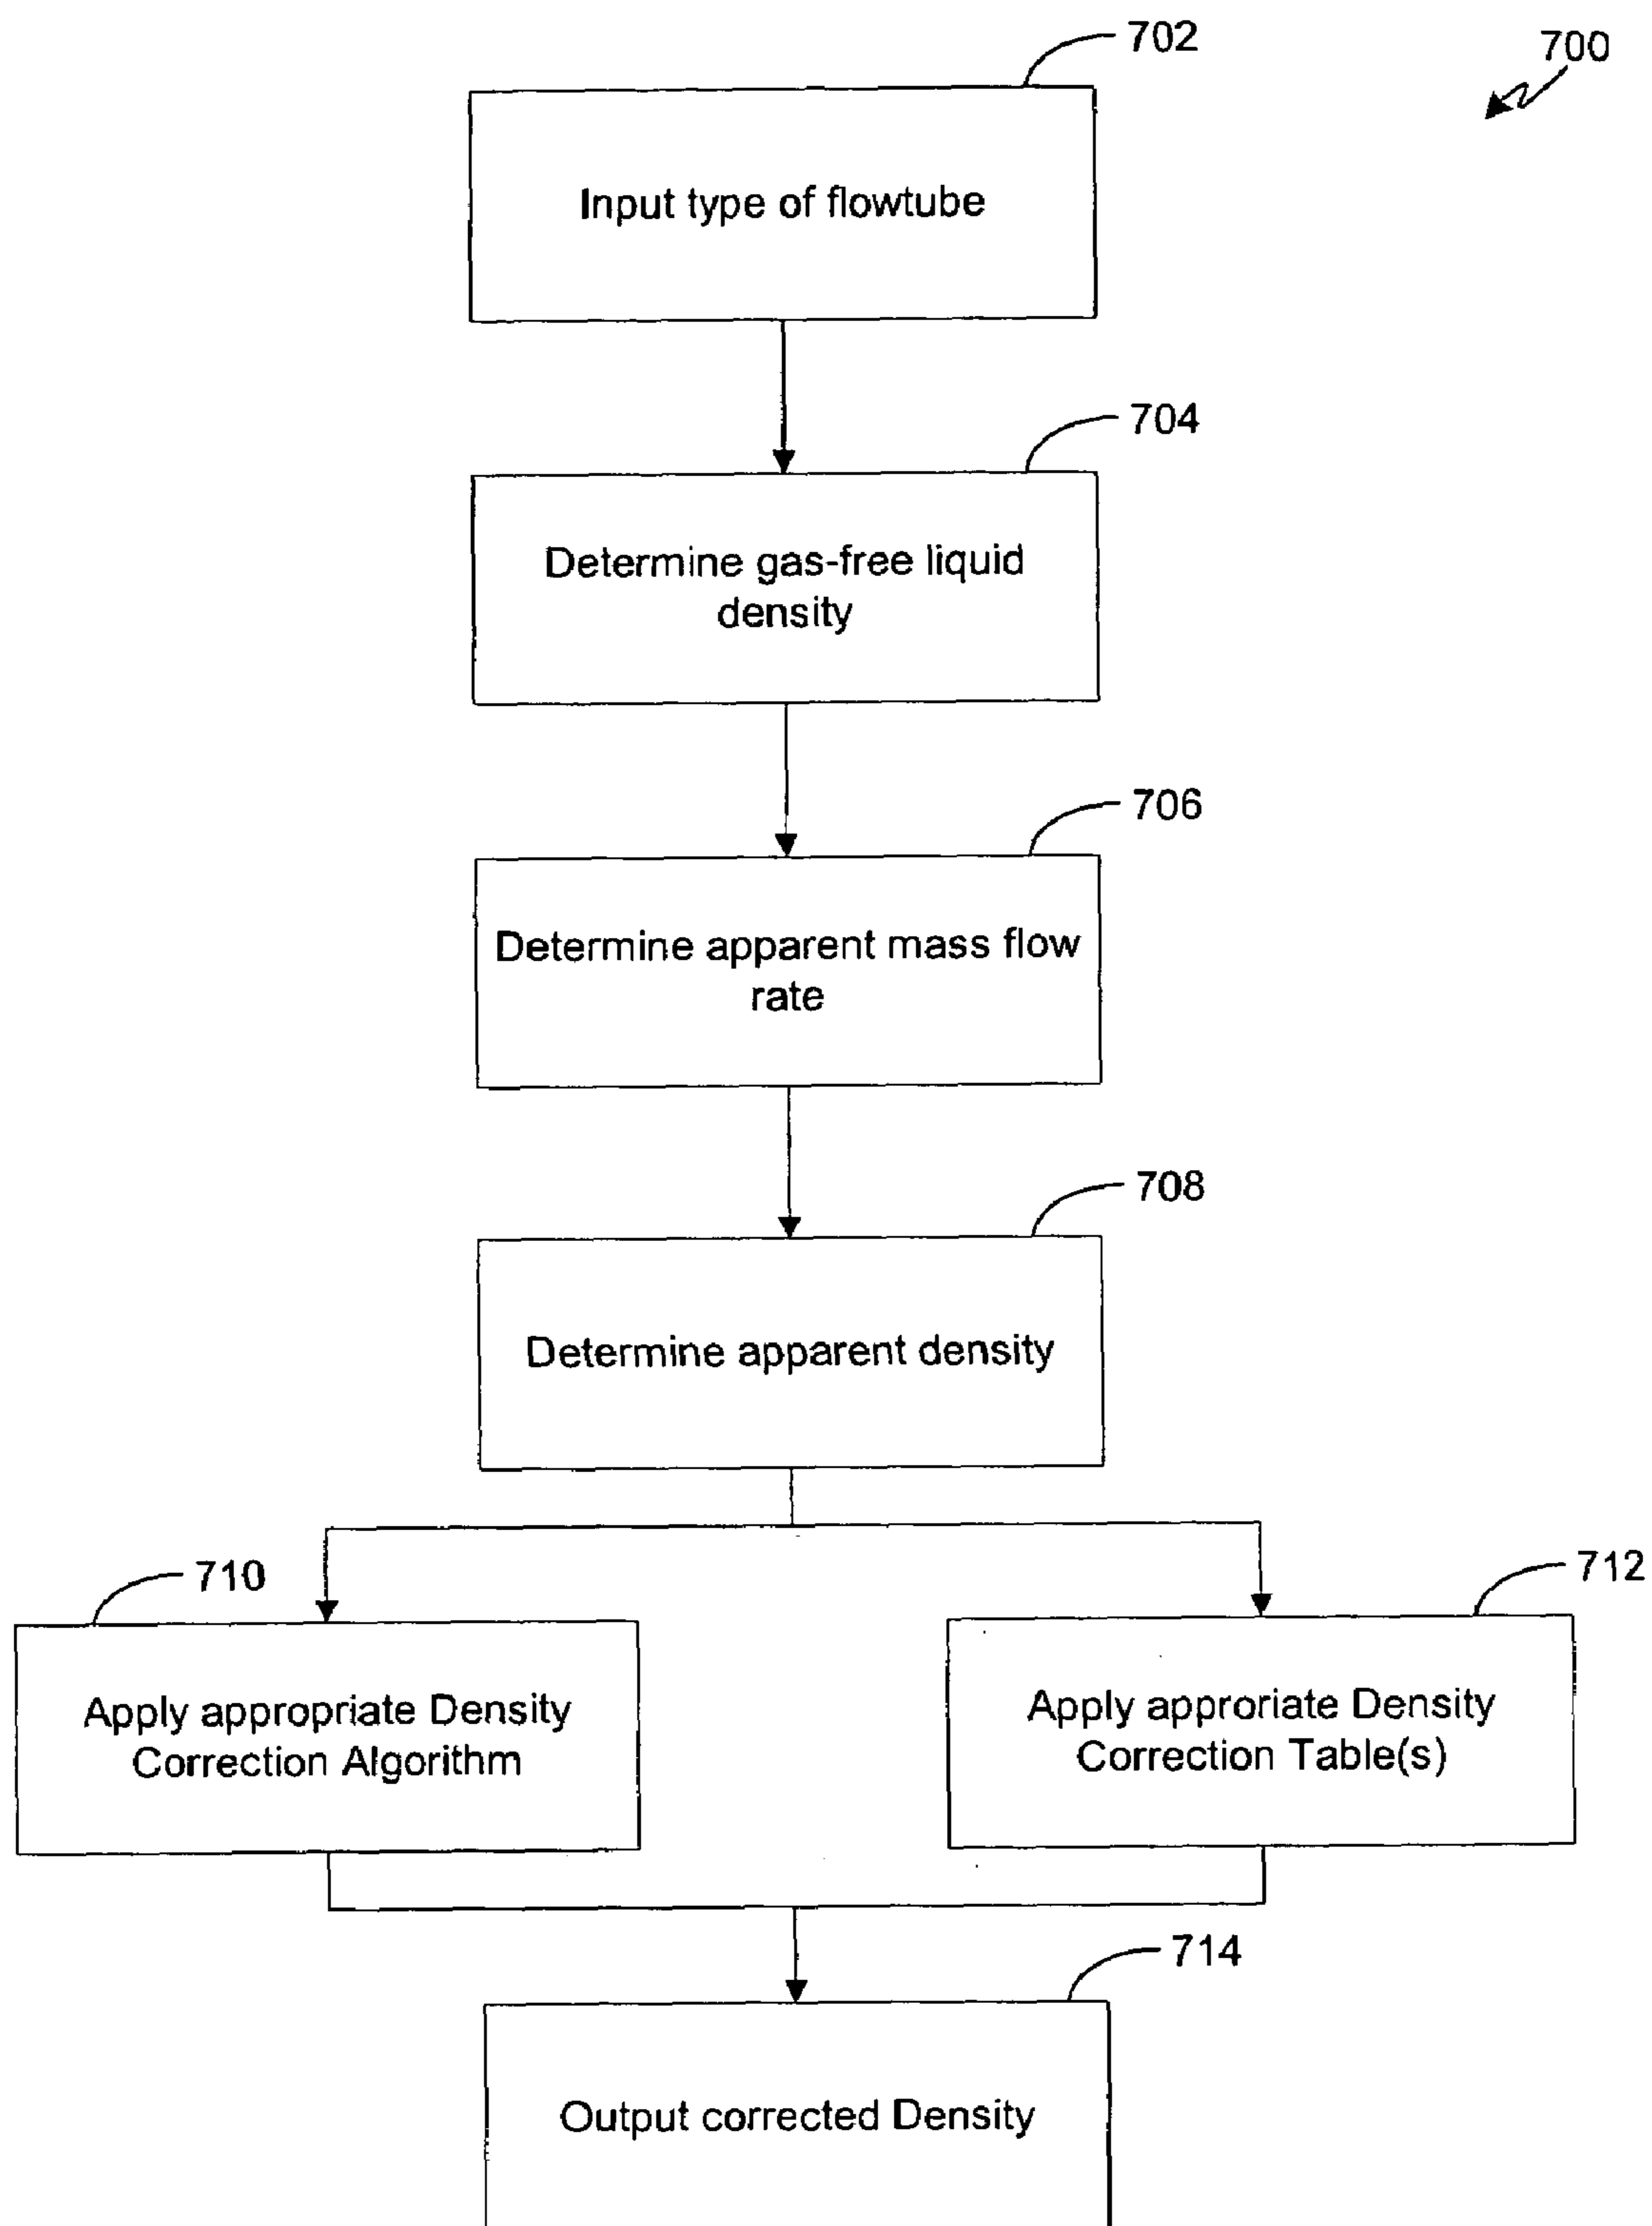 702
700
Input type of flowtube
704
Determine gas-free liquid
density
706
Determine apparent mass flow
rate
708
Determine apparent density
710
712
Apply appropriate Density
Correction Algorithm
Apply approriate Density
Correction Table(s)
714
Output corrected Density